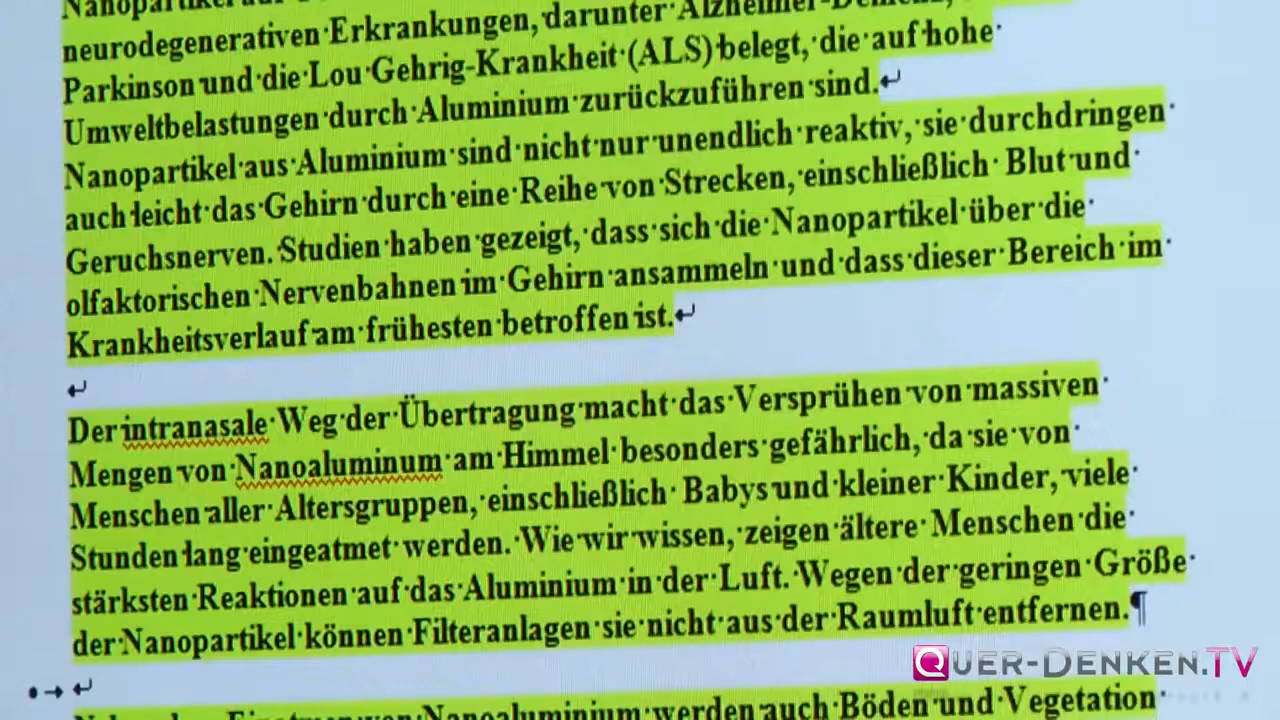 Nanopartikel auf
neurodegenerativen Erkrankungen, darunter Alzheimer-Demenz,
Parkinson und die Lou Gehrig-Krankheit (ALS) belegt, die auf hohe
Umweltbelastungen durch Aluminium zurückzuführen sind.
Nanopartikel aus Aluminium sind nicht nur unendlich reaktiv, sie durchdringen
auch leicht das Gehirn durch eine Reihe von Strecken, einschließlich Blut und
Geruchsnerven. Studien haben gezeigt, dass sich die Nanopartikel über die
olfaktorischen Nervenbahnen im Gehirn ansammeln und dass dieser Bereich im
Krankheitsverlauf am frühesten betroffen ist.
Der intranasale Weg der Übertragung macht das Versprühen von massiven
Mengen von Nanoaluminum am Himmel besonders gefährlich, da sie von
Menschen aller Altersgruppen, einschließlich Babys und kleiner Kinder, viele
Stunden lang eingeatmet werden. Wie wir wissen, zeigen ältere Menschen die
stärksten Reaktionen auf das Aluminium in der Luft. Wegen der geringen Größe
der Nanopartikel können Filteranlagen sie nicht aus der Raumluft entfernen.
QUER-DENKEN.TV
Nanoaluminium werden auch Böden und Vegetation